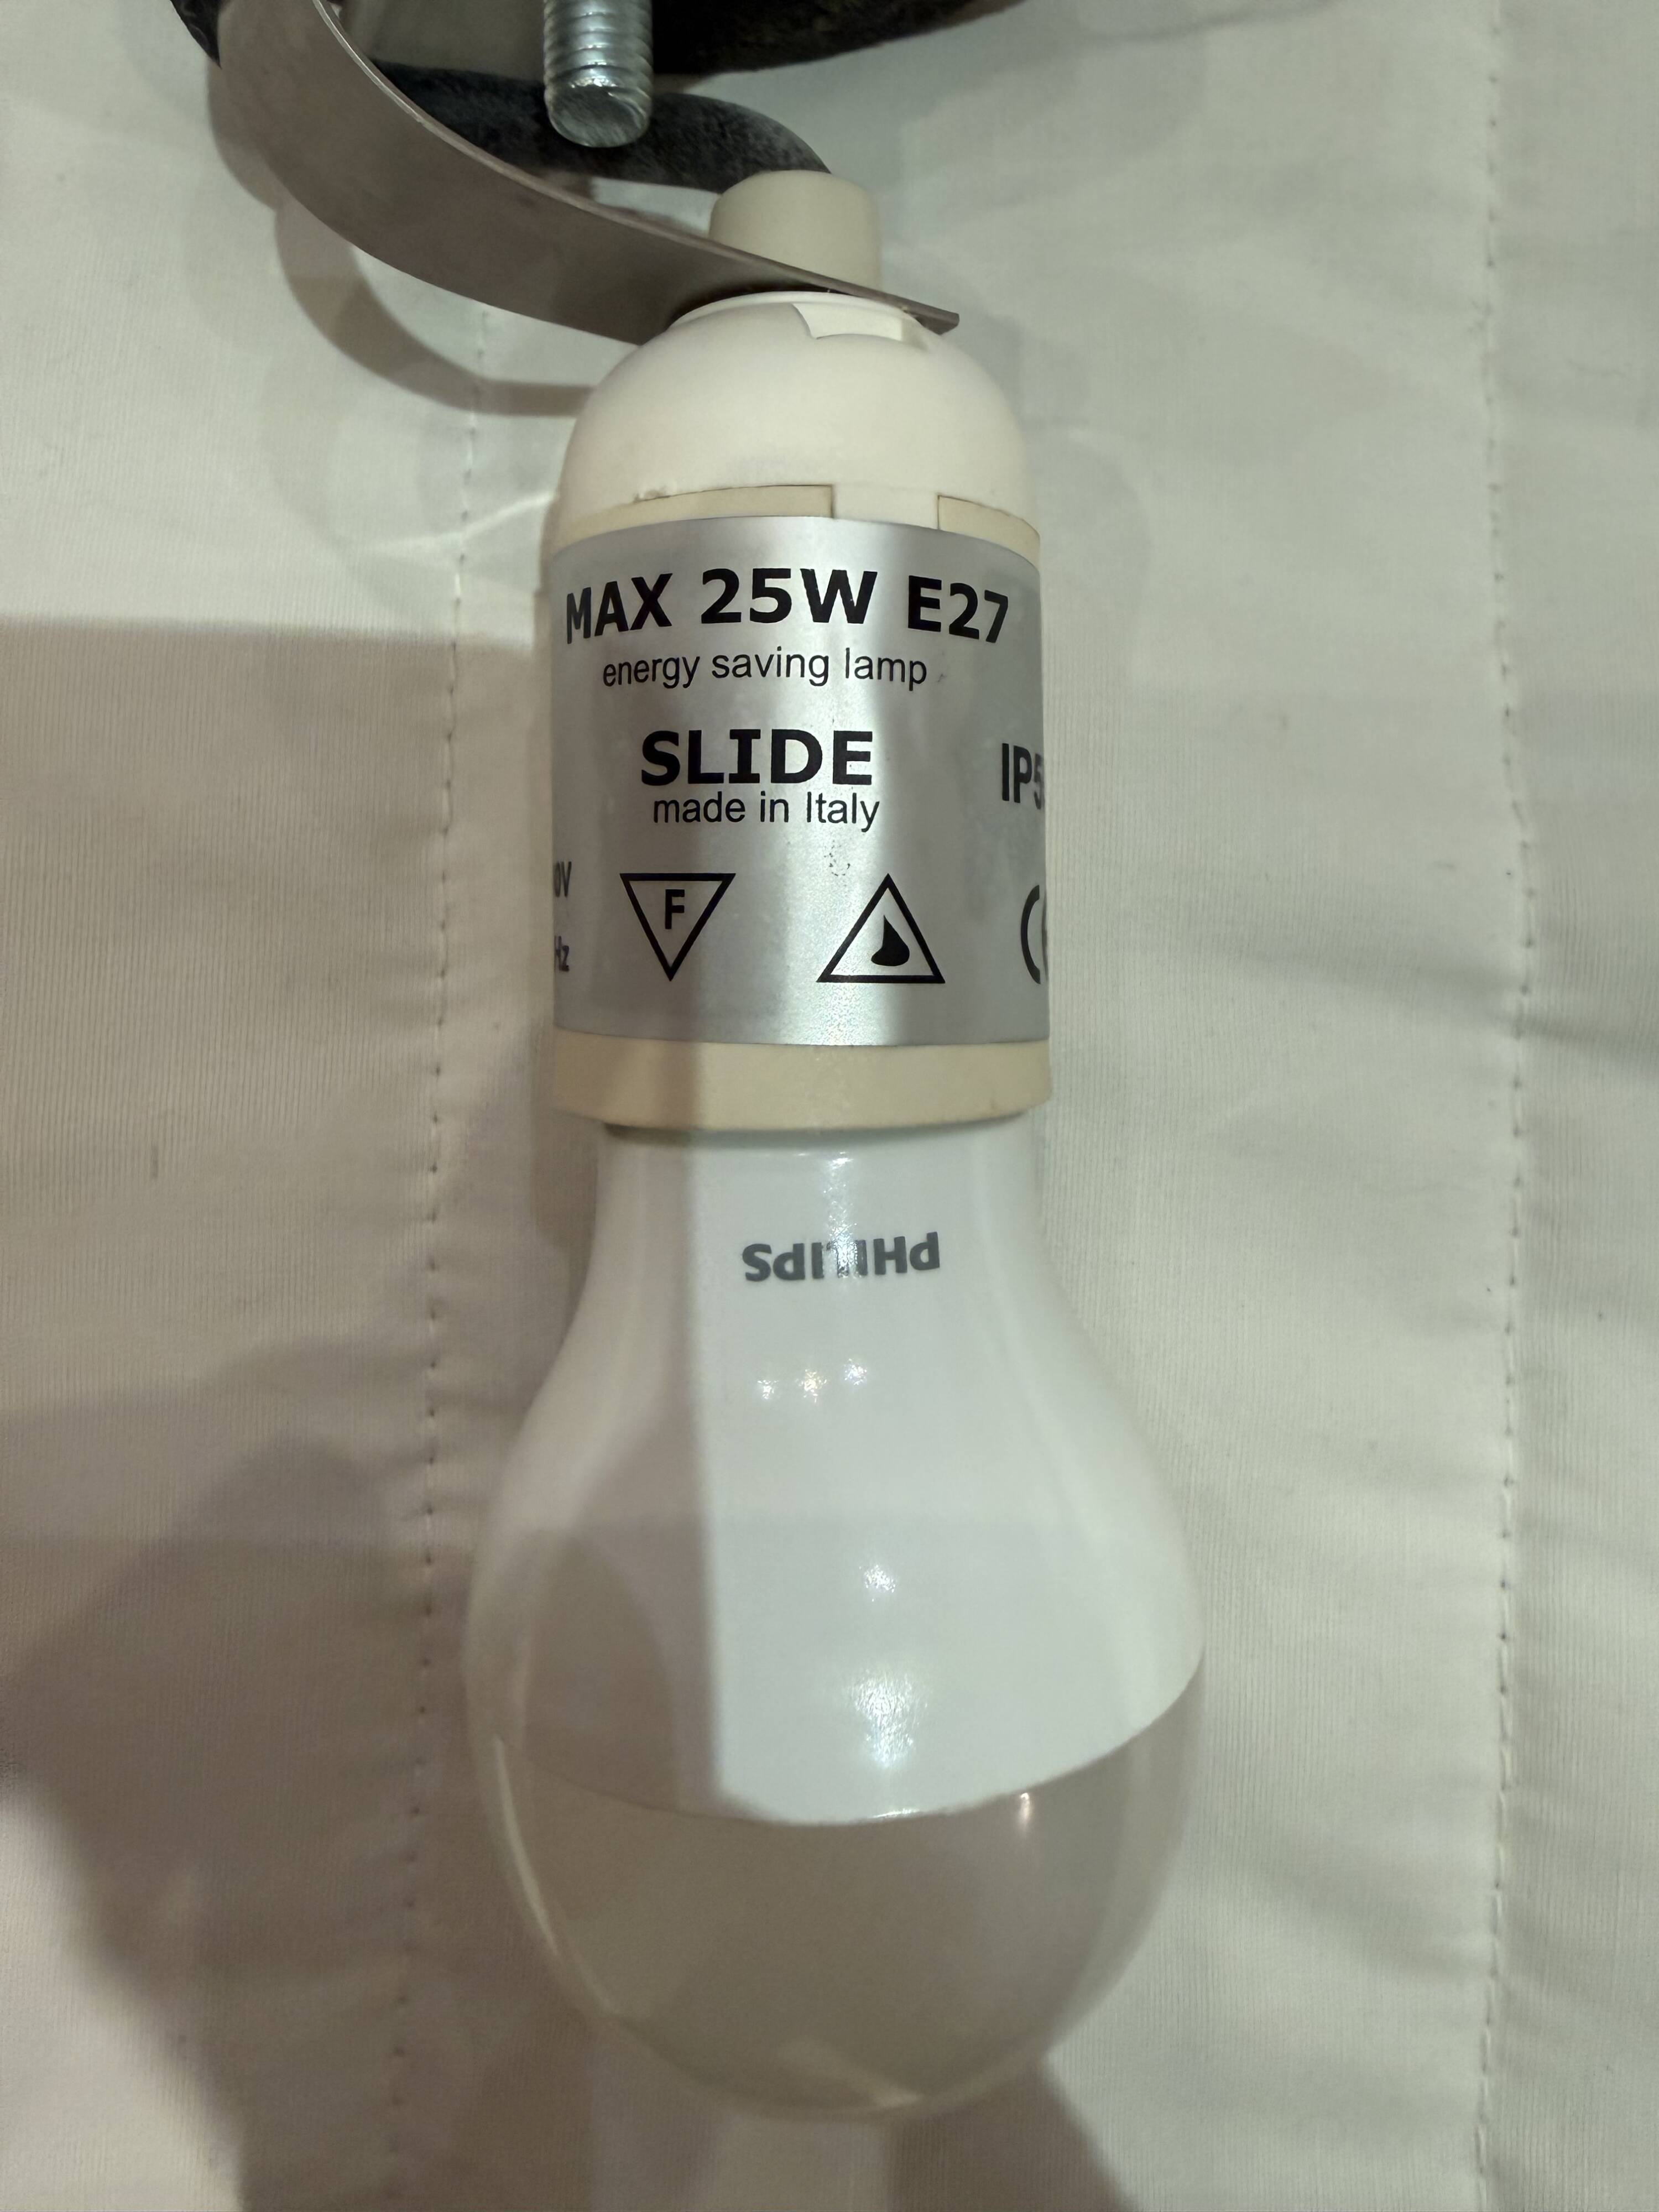 MAX 25W E27
energy saving lamp
SLIDE
made in Italy
F
PHILIPS